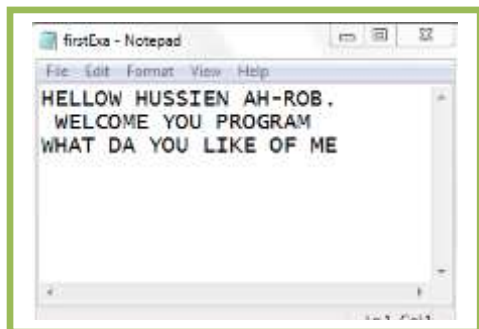 firstExa - Notepad
File Edit Format View Help
HELLOW HUSSIEN AH-ROB.
WELCOME YOU PROGRAM
WHAT DA YOU LIKE OF ME